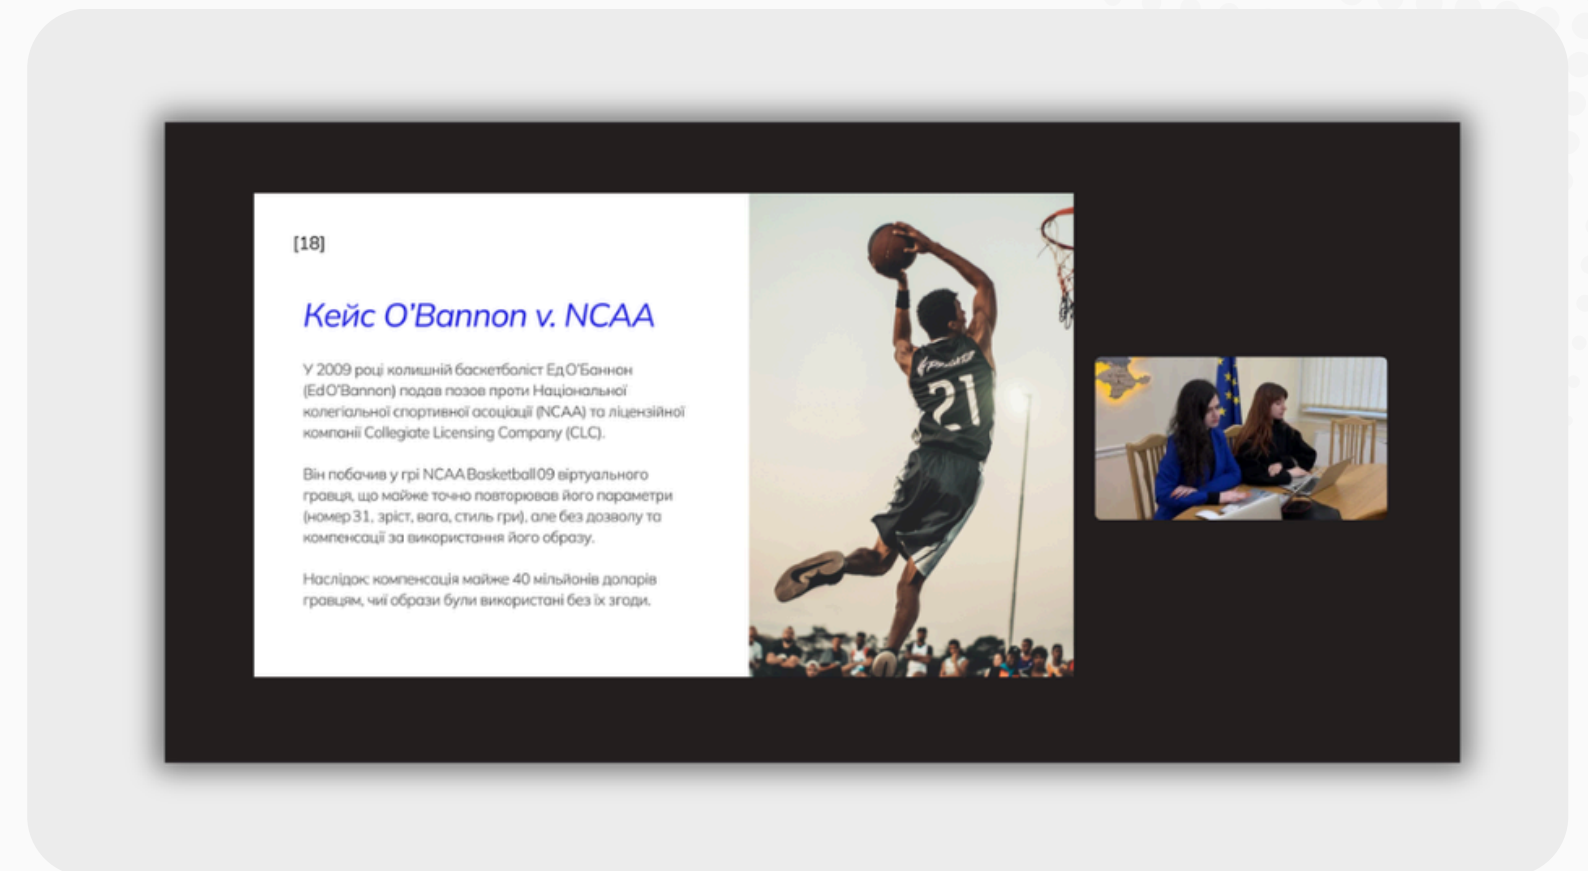 [18]
Кейс O'Bannon v. NCAA
У 2009 році колишній баскетболіст Ед О'Баннон
(Ed O'Bannon) подав позов проти Національної
колегіальної спортивної асоціації (NCAA) та ліцензійної
компанії Collegiate Licensing Company (CLC).
Він побачив у грі NCAA Basketball 09 віртуального
гравця, що майже точно повторював його параметри
(номер 31, зріст, вага, стиль гри), але без дозволу та
компенсації за використання його образу.
Наслідок: компенсація майже 40 мільйонів доларів
гравцям, чиї образи були використані без їх згоди.
21